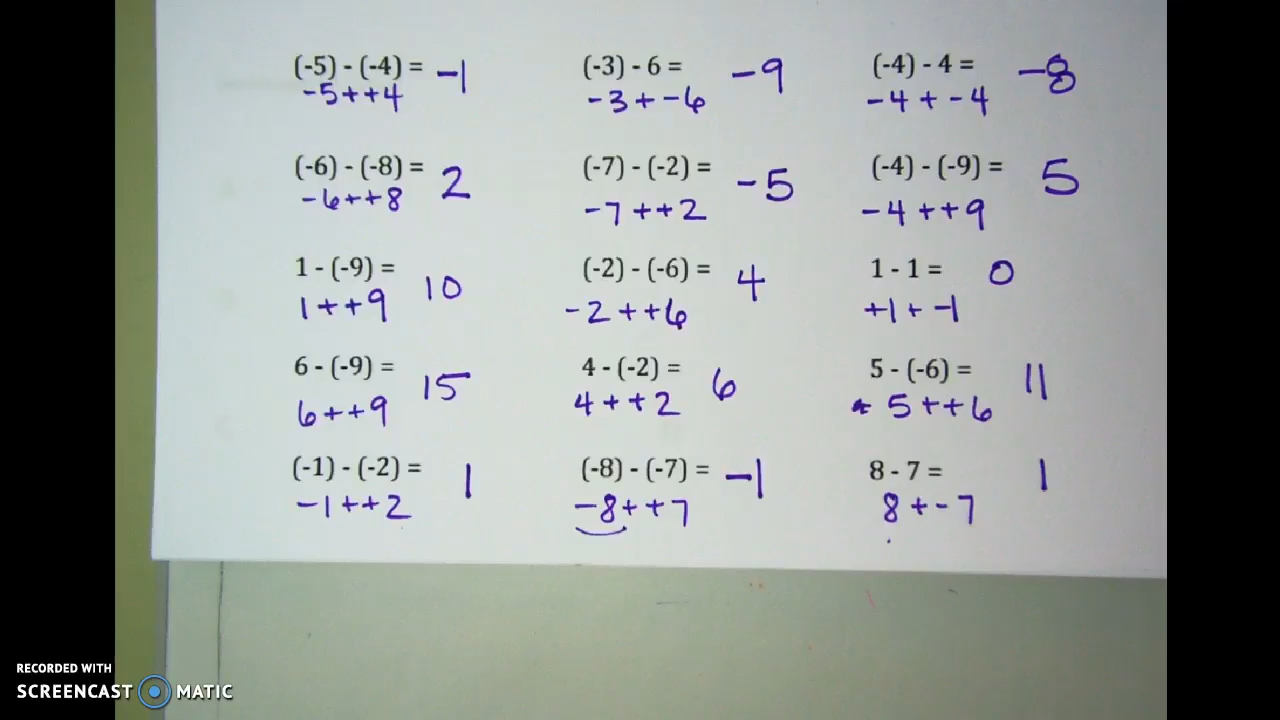 (-5) - (-4) = -1 (-3) - 6 = -9 (-4) - 4 = -8
-5++4 -3+-6 -4+-4
(-6) - (-8) = 2 (-7) - (-2) = -5 (-4) - (-9) = 5
-6++8 -7++2 -4++9
1 - (-9) = 10 (-2) - (-6) = 4 1 - 1 = 0
1++9 -2++6 +1+-1
6 - (-9) = 15 4 - (-2) = 6 5 - (-6) = 11
6++9 4++2 +5++6
(-1) - (-2) = 1 (-8) - (-7) = -1 8 - 7 = 1
-1++2 -8++7 8+-7
RECORDED WITH
SCREENCAST MATIC